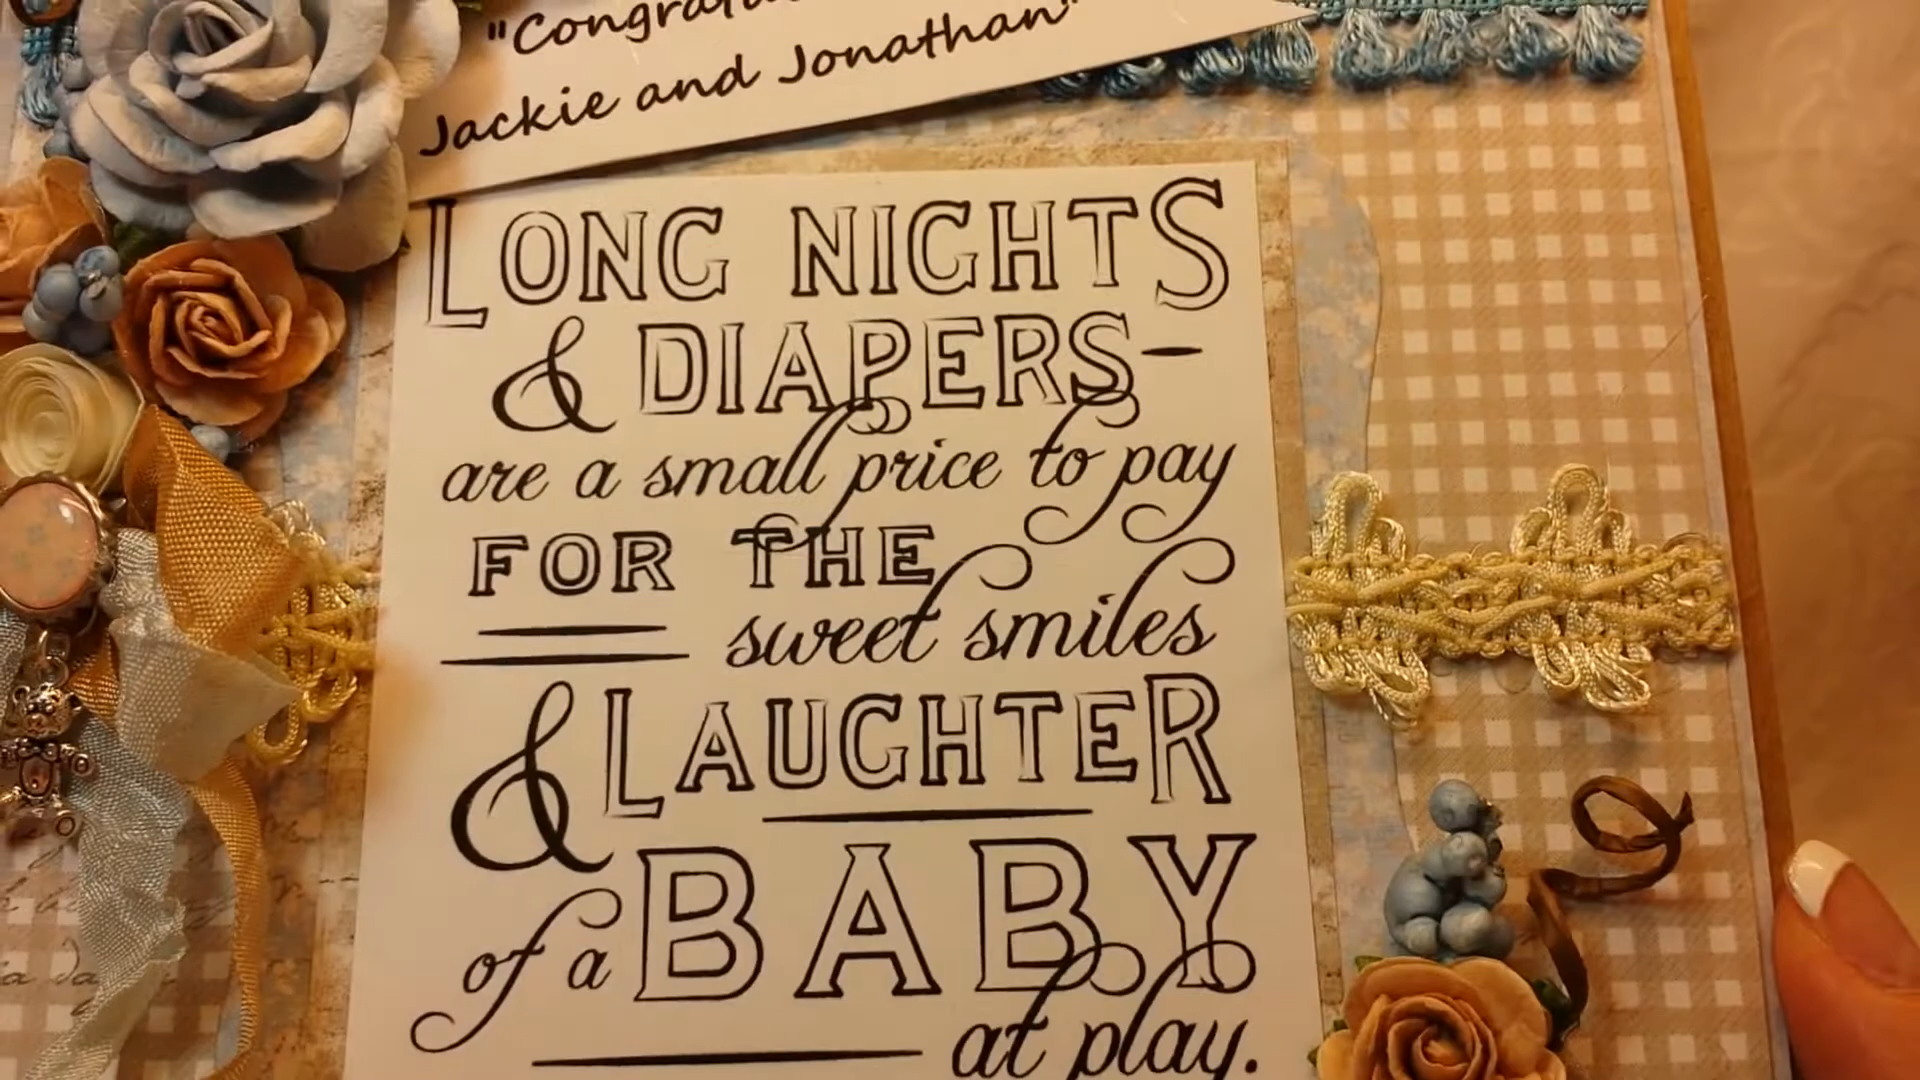 Jackie and Jonathan"
LONG NIGHTS
& DIAPERS—
are a small price to pay
FOR THE
sweet smiles
& LAUGHTER
of a BABY
at play.